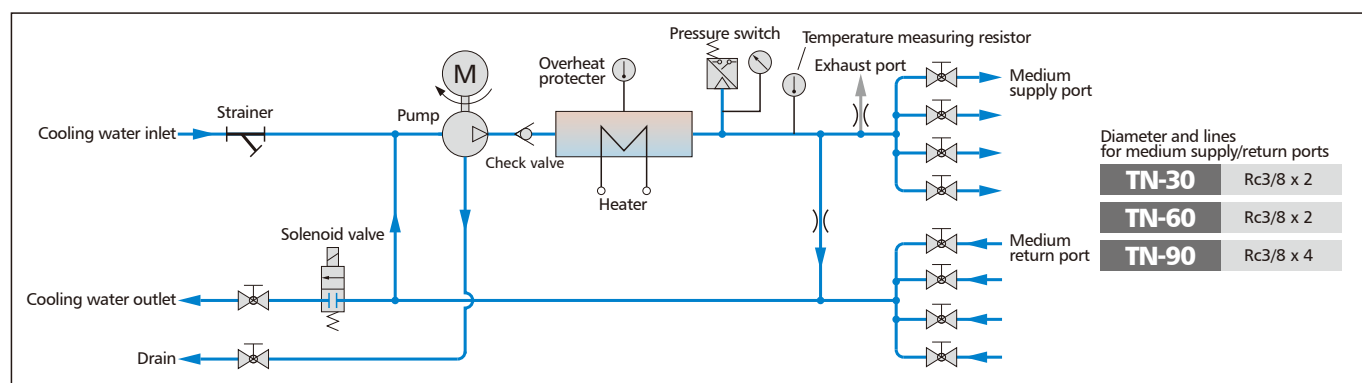 Pressure switch
Temperature measuring resistor
Exhaust port
Overheat
protecter
M
Medium
supply port
Strainer
Pump
Cooling water inlet
Check valve
Heater
Diameter and lines
for medium supply/return ports
TN-30 Rc3/8 x 2
TN-60 Rc3/8 x 2
TN-90 Rc3/8 x 4
Solenoid valve
Medium
return port
Cooling water outlet
Drain